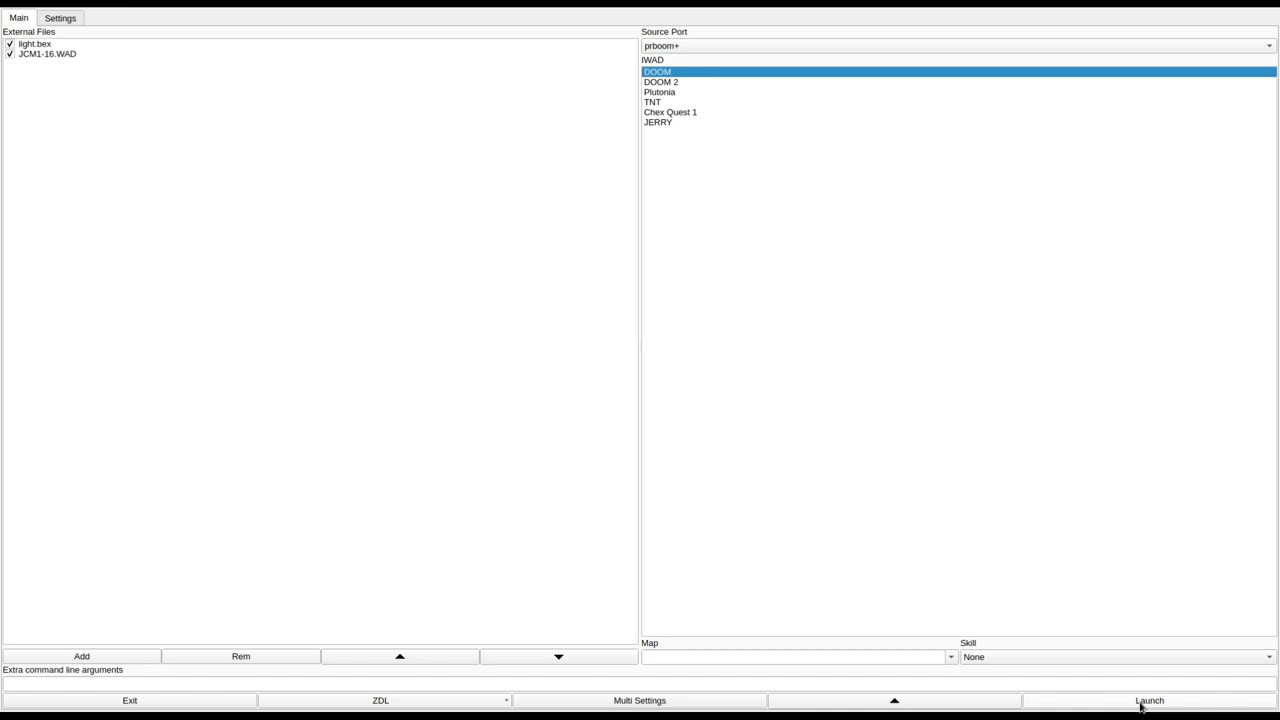 Main Settings
External Files
light.bex
JCM1-16.WAD
Source Port
prboom+
IWAD
DOOM
DOOM 2
Plutonia
TNT
Chex Quest 1
JERRY
Add Rem
Map Skill
None
Extra command line arguments
Exit ZDL Multi Settings Launch